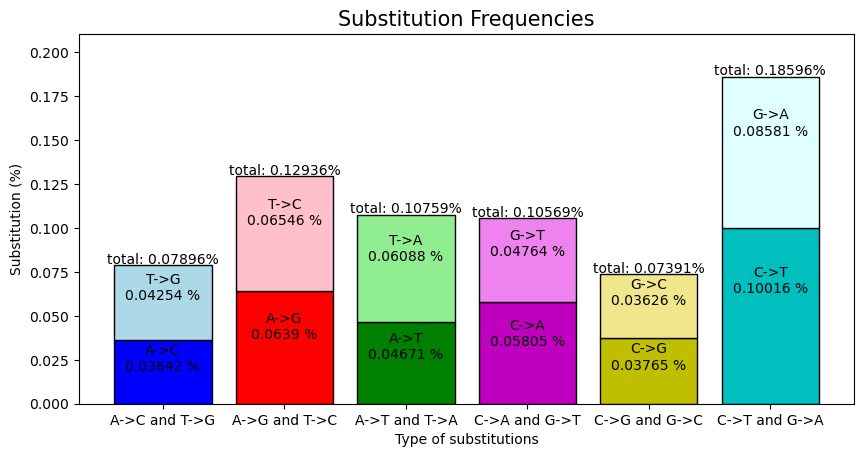 Substitution Frequencies
Substitution (%)
0.200
0.175
0.150
0.125
0.100
0.075
0.050
0.025
0.000
total: 0.07896%
T->G
0.04254 %
A->C
0.03642 %
total: 0.12936%
T->C
0.06546 %
A->G
0.0639 %
total: 0.10759%
T->A
0.06088 %
A->T
0.04671 %
total: 0.10569%
G->T
0.04764 %
C->A
0.05805 %
total: 0.07391%
G->C
0.03626 %
C->G
0.03765 %
total: 0.18596%
G->A
0.08581 %
C->T
0.10016 %
A->C and T->G
A->G and T->C
A->T and T->A
C->A and G->T
C->G and G->C
C->T and G->A
Type of substitutions